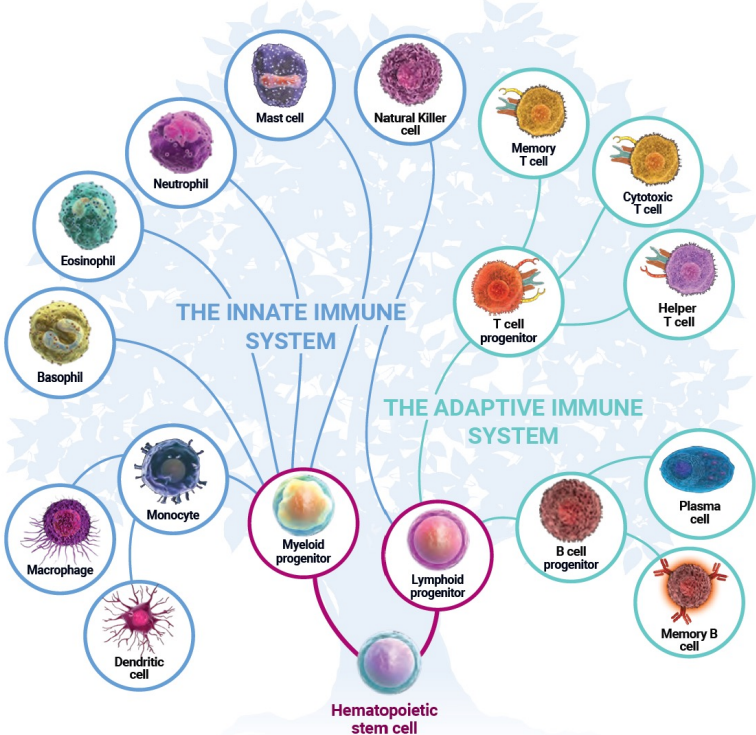 Mast cell
Natural Killer
cell
Memory
T cell
Neutrophil
Cytotoxic
T cell
Eosinophil
THE INNATE IMMUNE
SYSTEM
T cell
progenitor
Helper
T cell
Basophil
THE ADAPTIVE IMMUNE
SYSTEM
Monocyte
Plasma
cell
Macrophage
Myeloid
progenitor
Lymphoid
progenitor
B cell
progenitor
Memory B
cell
Dendritic
cell
Hematopoietic
stem cell